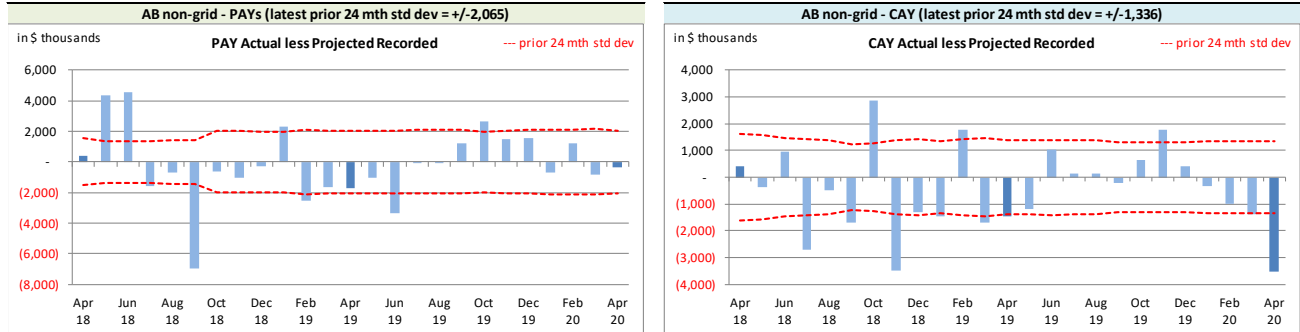 AB non-grid - PAYs (latest prior 24 mth std dev = +/-2,065)
in $ thousands
PAY Actual less Projected Recorded
--- prior 24 mth std dev
6,000
4,000
2,000
-
(2,000)
(4,000)
(6,000)
(8,000)
Apr Jun Aug Oct Dec Feb Apr Jun Aug Oct Dec Feb Apr
18 18 18 18 18 19 19 19 19 19 19 20 20
AB non-grid - CAY (latest prior 24 mth std dev = +/-1,336)
in $ thousands
CAY Actual less Projected Recorded
--- prior 24 mth std dev
4,000
3,000
2,000
1,000
-
(1,000)
(2,000)
(3,000)
(4,000)
Apr Jun Aug Oct Dec Feb Apr Jun Aug Oct Dec Feb Apr
18 18 18 18 18 19 19 19 19 19 19 20 20